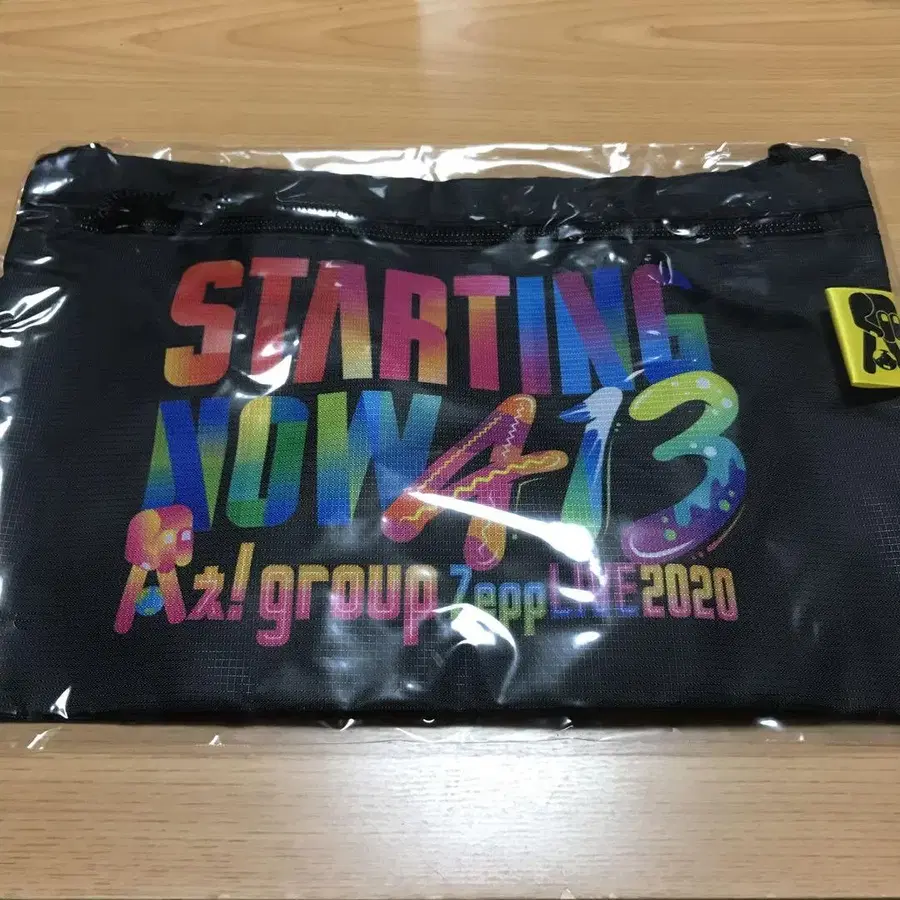 STARTING
NOW 413
Aぇ! group Zepp LIVE 2020